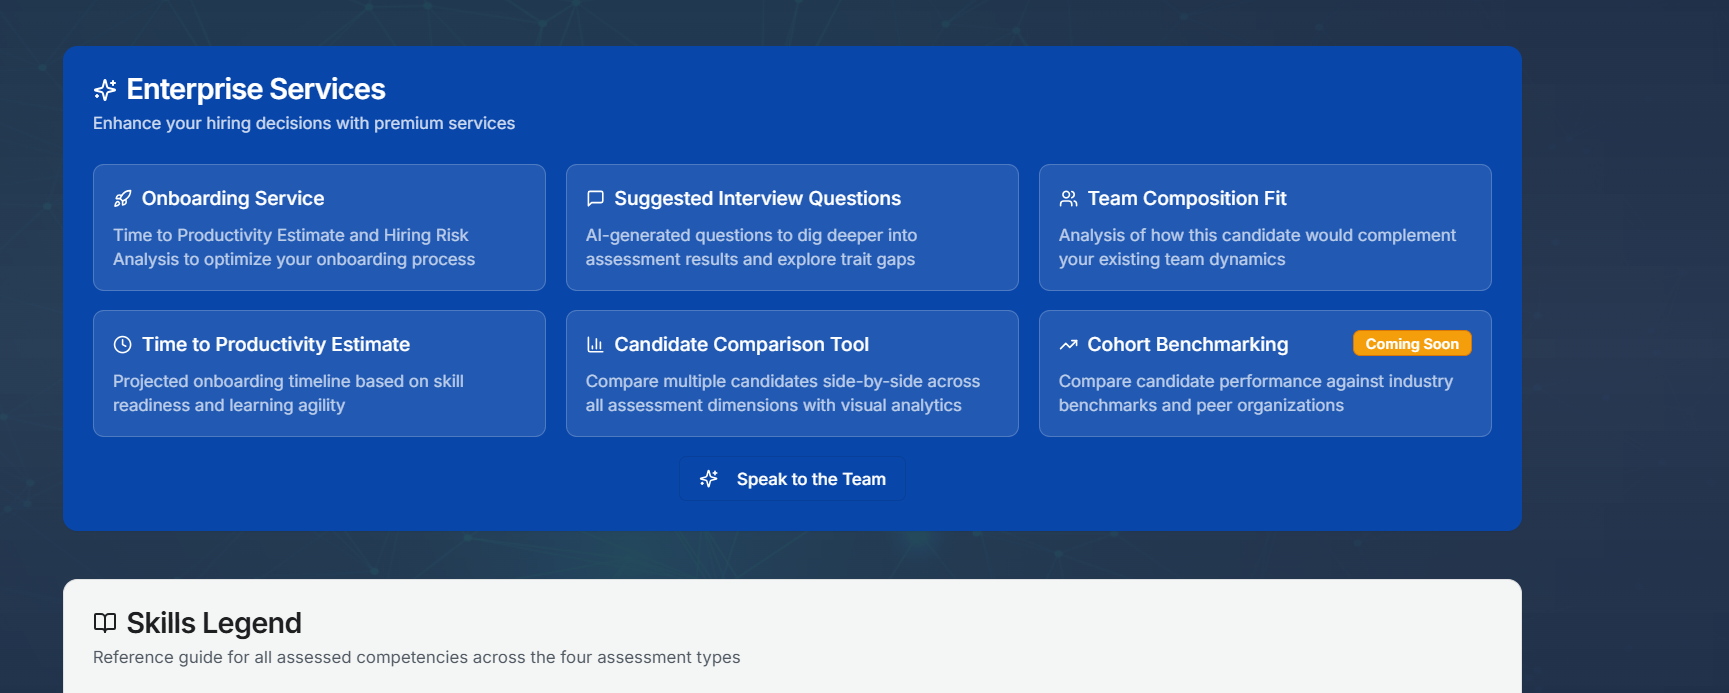 Enterprise Services
Enhance your hiring decisions with premium services
Onboarding Service
Time to Productivity Estimate and Hiring Risk
Analysis to optimize your onboarding process
Suggested Interview Questions
AI-generated questions to dig deeper into
assessment results and explore trait gaps
Team Composition Fit
Analysis of how this candidate would complement
your existing team dynamics
Time to Productivity Estimate
Projected onboarding timeline based on skill
readiness and learning agility
Candidate Comparison Tool
Compare multiple candidates side-by-side across
all assessment dimensions with visual analytics
Cohort Benchmarking
Coming Soon
Compare candidate performance against industry
benchmarks and peer organizations
Speak to the Team
Skills Legend
Reference guide for all assessed competencies across the four assessment types